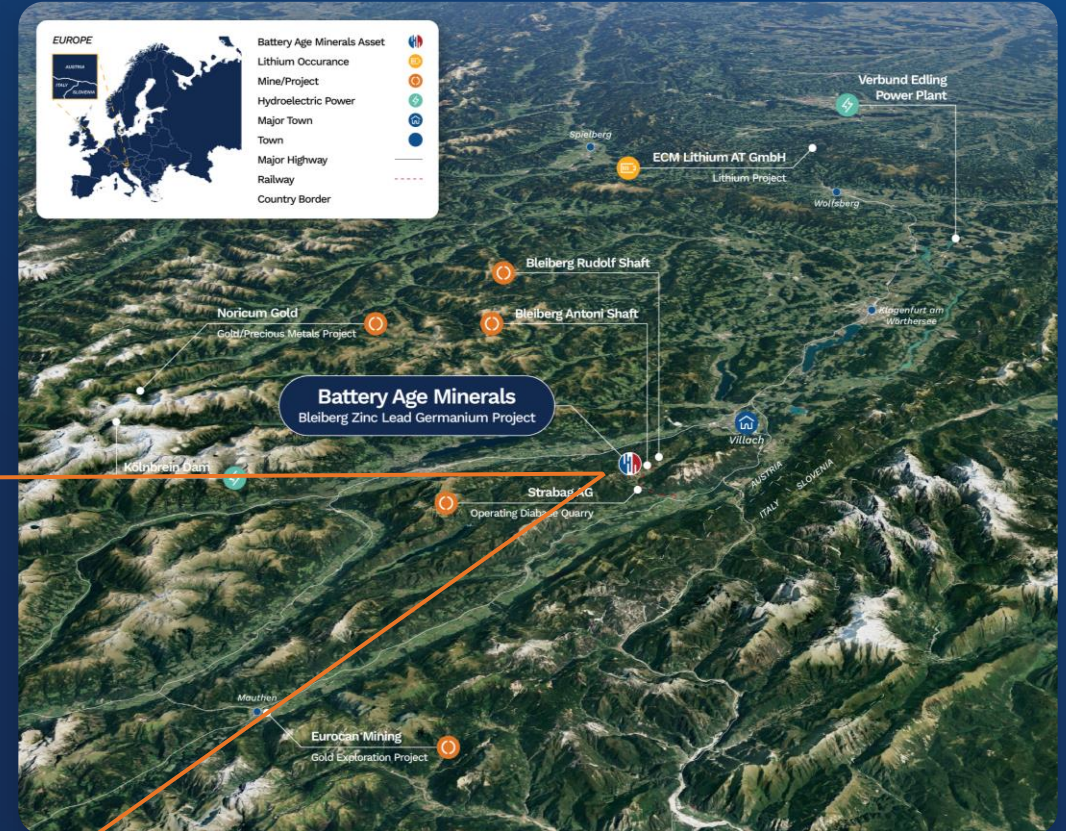 EUROPE
AUSTRIA
ITALY
SLOVENIA
Battery Age Minerals Asset
Lithium Occurance
Mine/Project
Hydroelectric Power
Major Town
Town
Major Highway
Railway
Country Border
Verbund Edling
Power Plant
Spielberg
ECM Lithium AT GmbH
Lithium Project
Wolfsberg
Bleiberg Rudolf Shaft
Noricum Gold
Gold/Precious Metals Project
Bleiberg Antoni Shaft
Klagenfurt am
Wörthersee
Battery Age Minerals
Bleiberg Zinc Lead Germanium Project
Villach
Kölnbrein Dam
AUSTRIA
SLOVENIA
ITALY
Strabag AG
Operating Diabase Quarry
Mauthen
Eurocan Mining
Gold Exploration Project